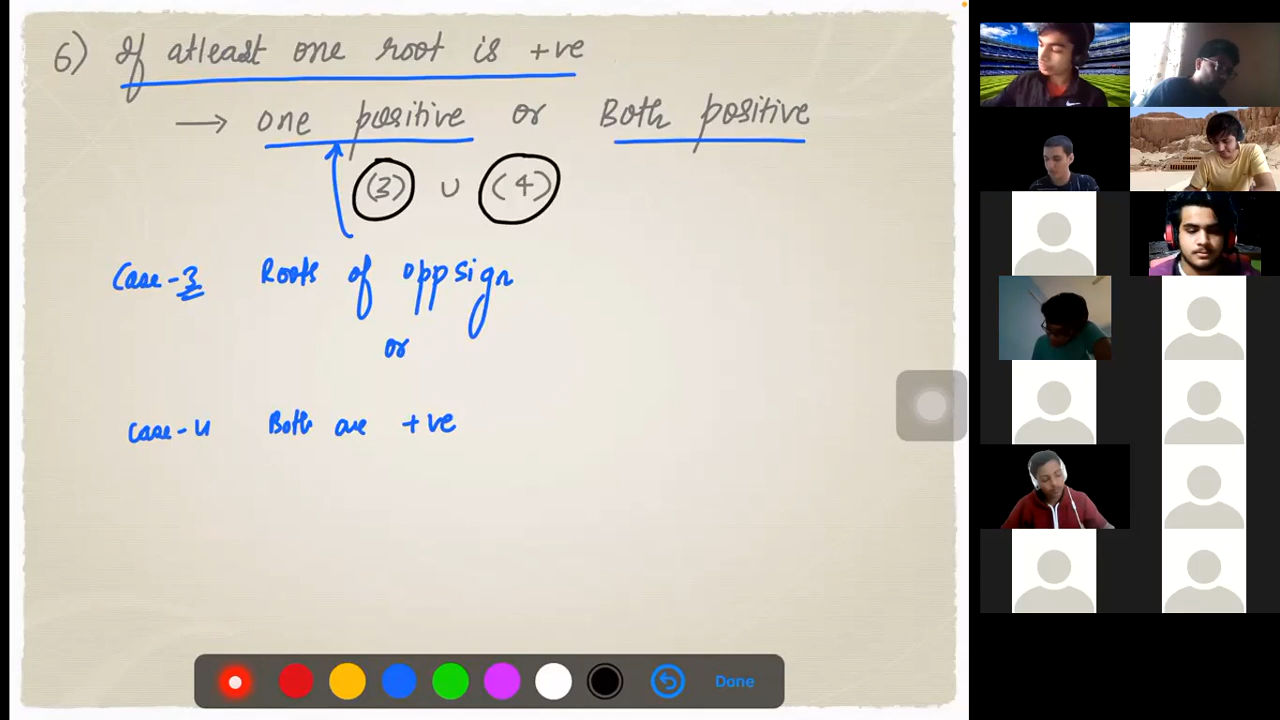 6) If atleast one root is +ve
→ one positive or Both positive
(3) ∪ (4)
Case-3 Roots of opp sign
or
Case-4 Both are +ve
Done